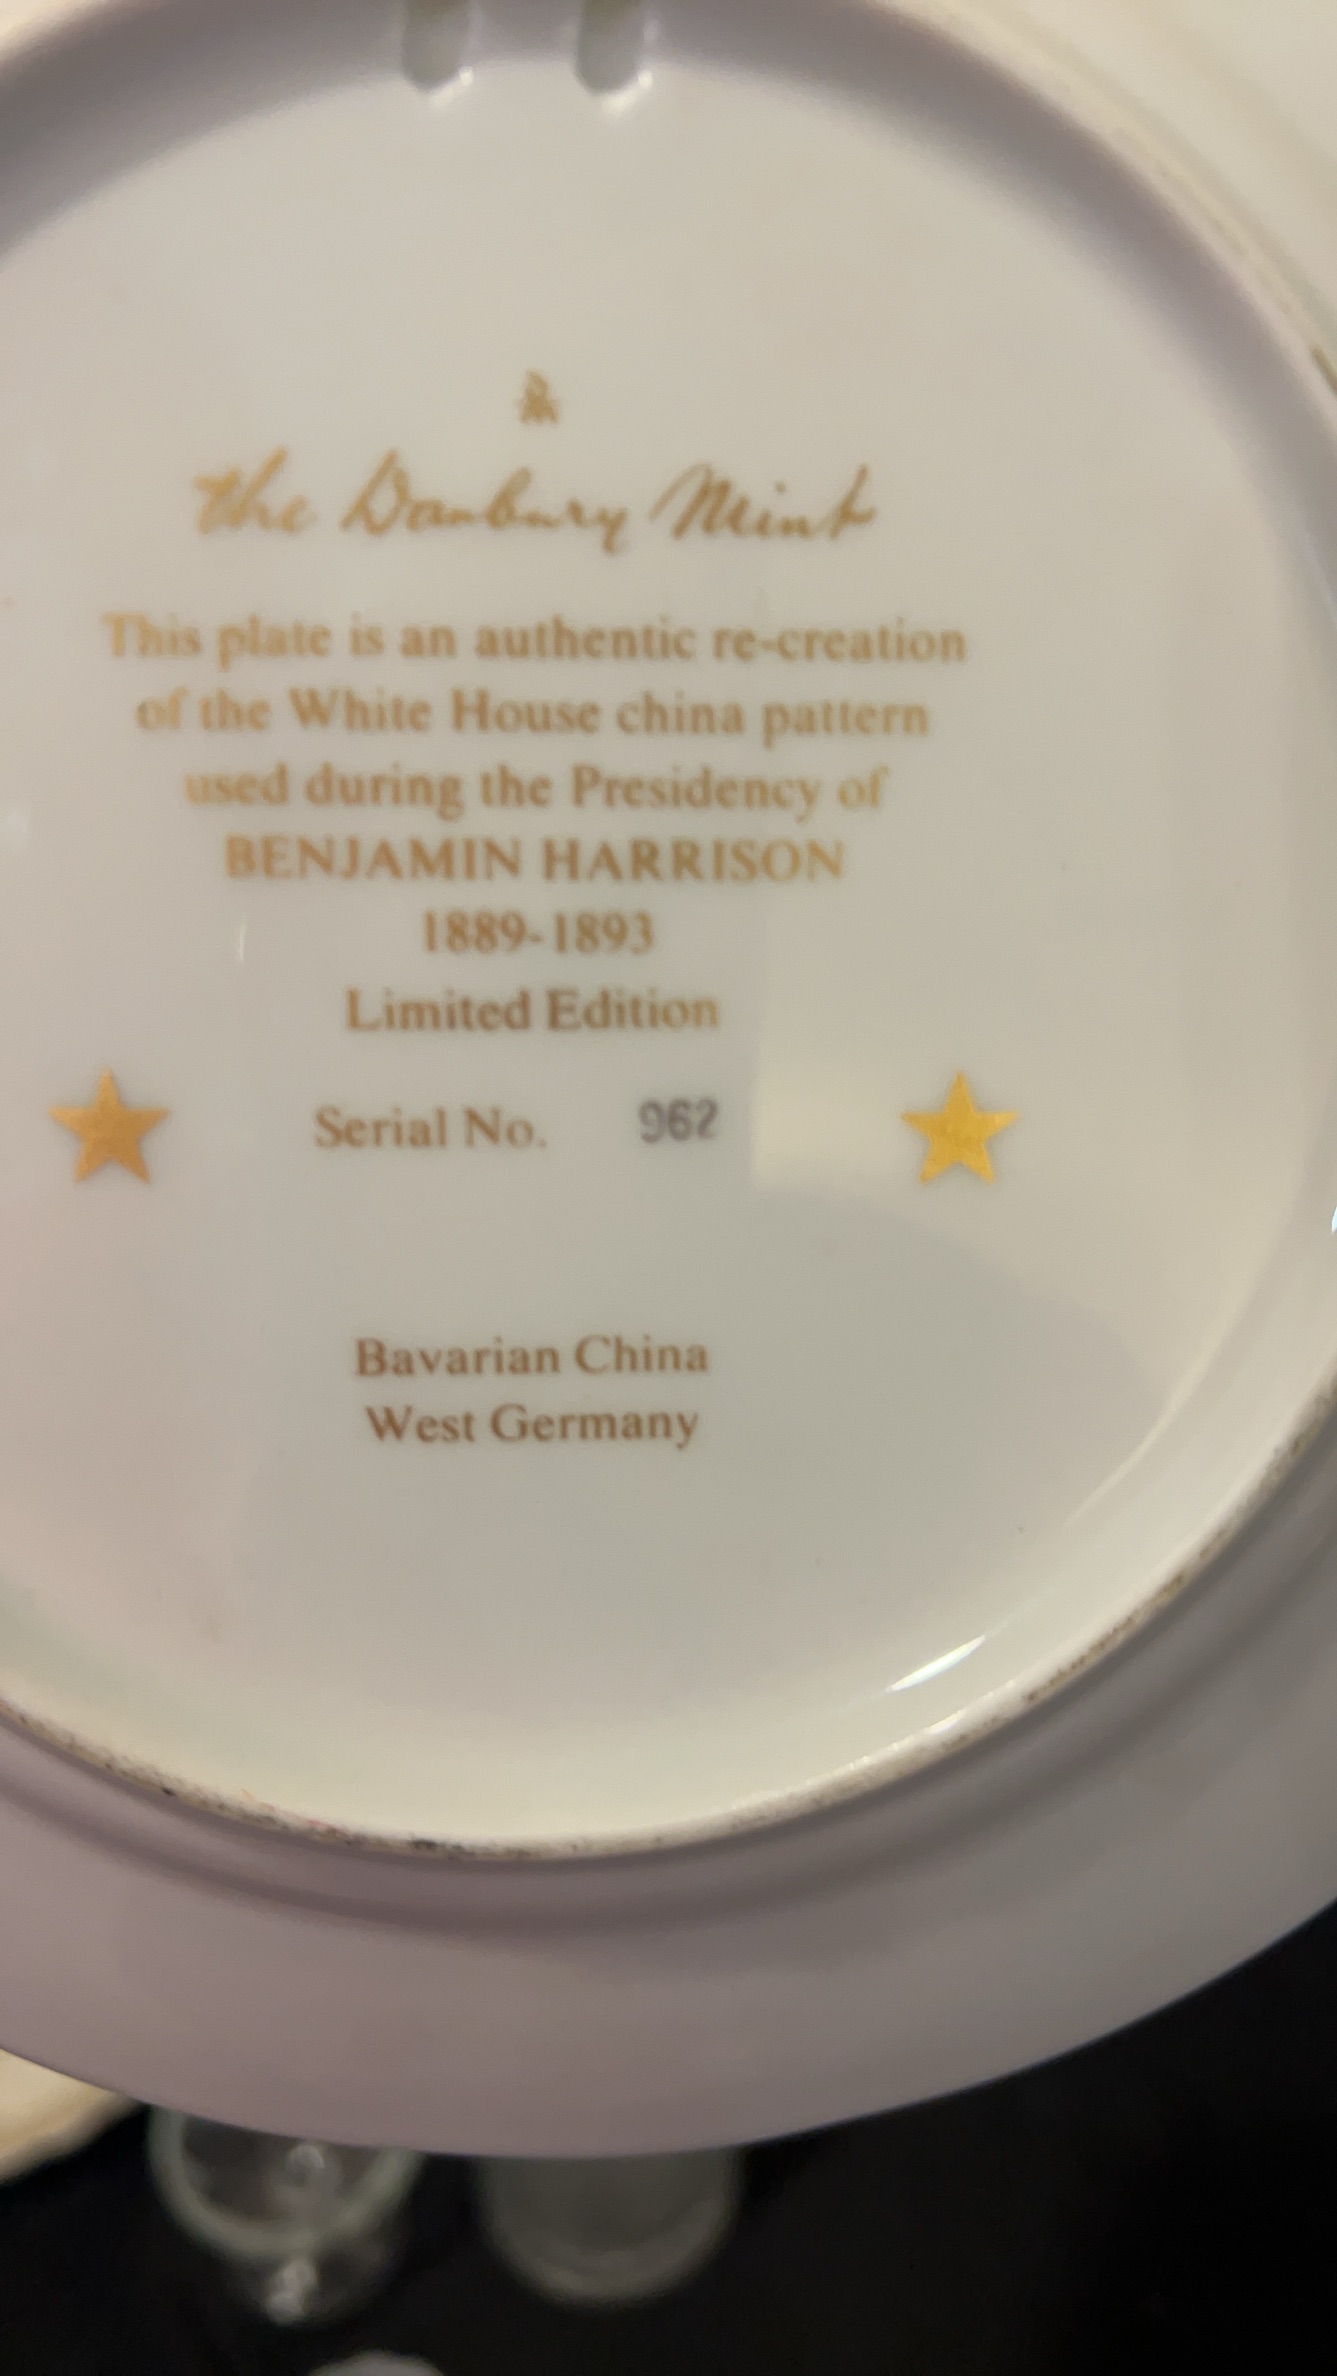 the Danbury Mint
This plate is an authentic re-creation
of the White House china pattern
used during the Presidency of
BENJAMIN HARRISON
1889-1893
Limited Edition
Serial No. 962
Bavarian China
West Germany